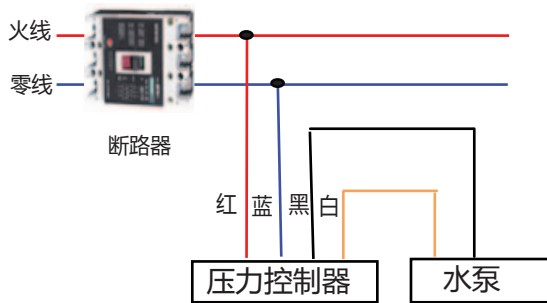 火线
零线
断路器
红 蓝 黑 白
压力控制器
水泵